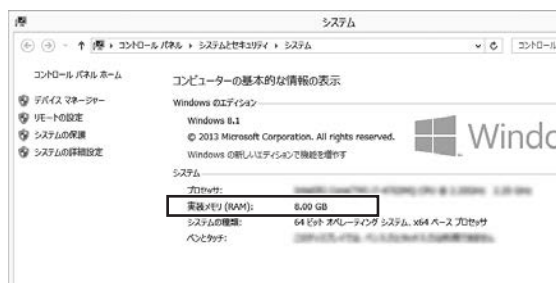 システム
コントロール パネル ▸ システムとセキュリティ ▸ システム
コントロール パネル ホーム
デバイス マネージャー
リモートの設定
システムの保護
システムの詳細設定
コンピューターの基本的な情報の表示
Windows のエディション
Windows 8.1
© 2013 Microsoft Corporation. All rights reserved.
Windows の新しいエディションで機能を増やす
システム
プロセッサ:
実装メモリ (RAM): 8.00 GB
システムの種類: 64 ビット オペレーティング システム、x64 ベース プロセッサ
ペンとタッチ: